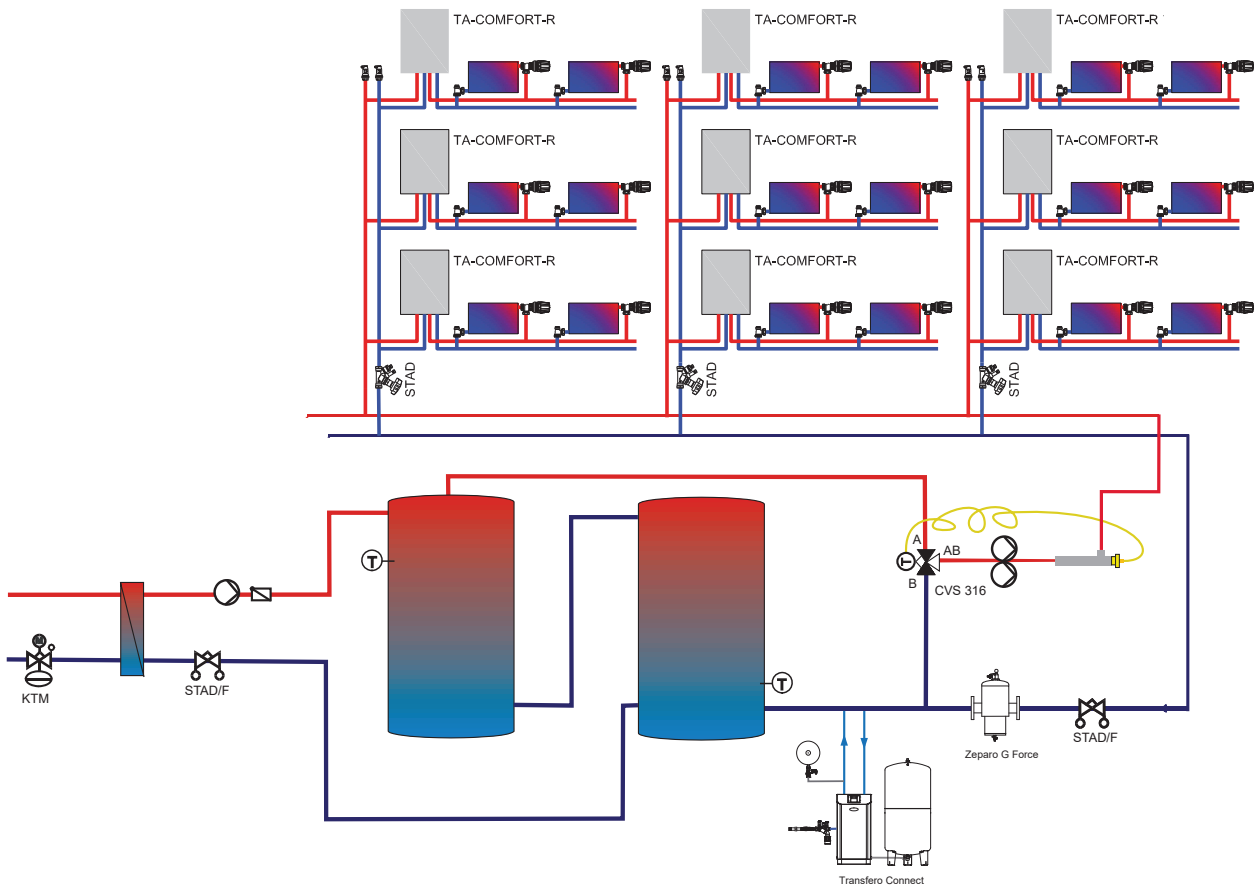 TA-COMFORT-R
TA-COMFORT-R
TA-COMFORT-R
TA-COMFORT-R
TA-COMFORT-R
TA-COMFORT-R
TA-COMFORT-R
TA-COMFORT-R
TA-COMFORT-R
STAD
STAD
STAD
A
AB
T
T
B
CVS 316
M
KTM
STAD/F
T
Zeparo G Force
STAD/F
Transfero Connect